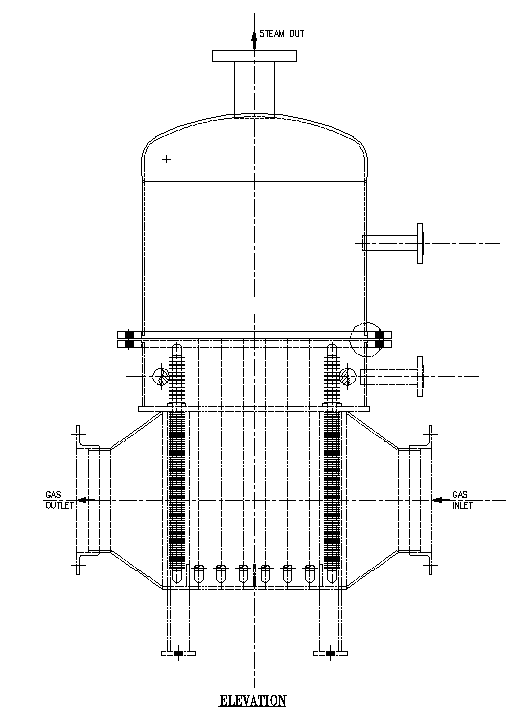 STEAM OUT
GAS
OUTLET
GAS
INLET
ELEVATION